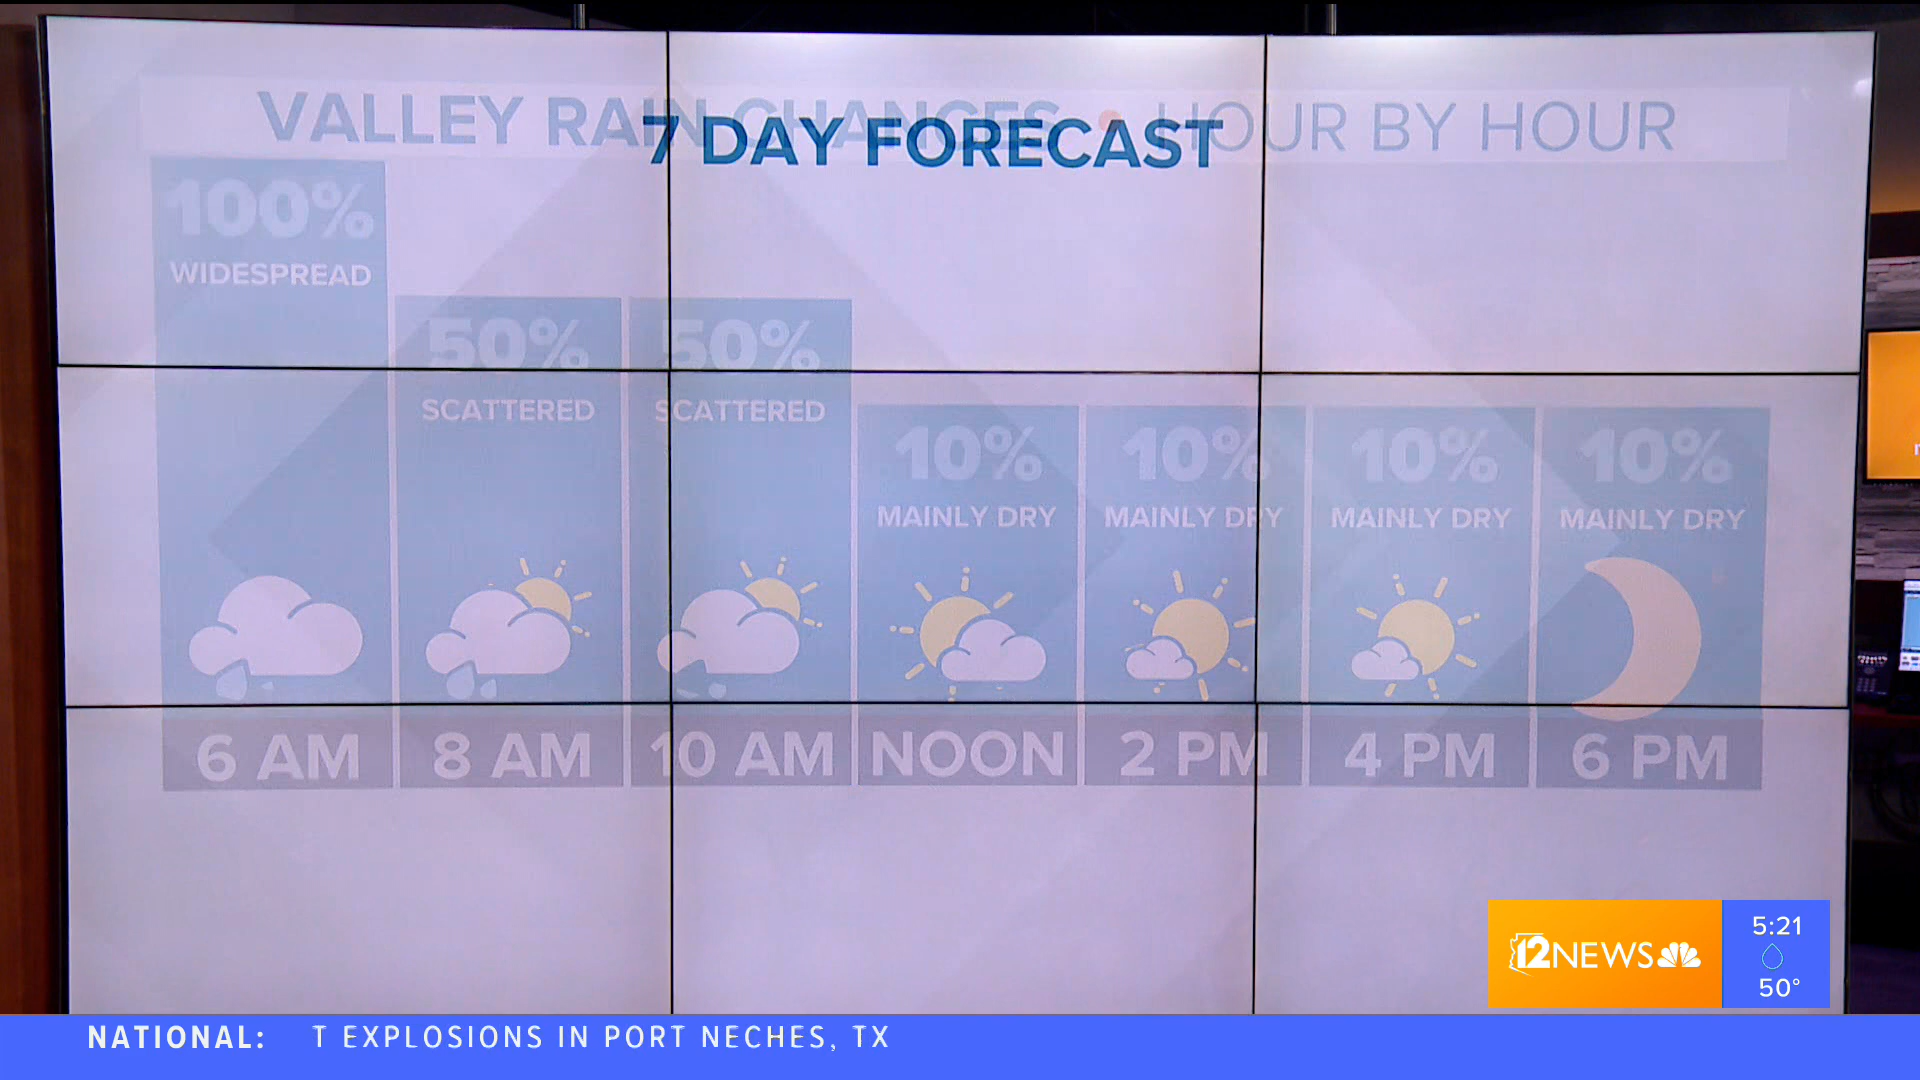 VALLEY RAIN CHANCES • HOUR BY HOUR
7 DAY FORECAST
100%
WIDESPREAD
50%
SCATTERED
50%
SCATTERED
10%
MAINLY DRY
10%
MAINLY DRY
10%
MAINLY DRY
10%
MAINLY DRY
6 AM
8 AM
10 AM
NOON
2 PM
4 PM
6 PM
12NEWS
5:21
50°
NATIONAL: T EXPLOSIONS IN PORT NECHES, TX